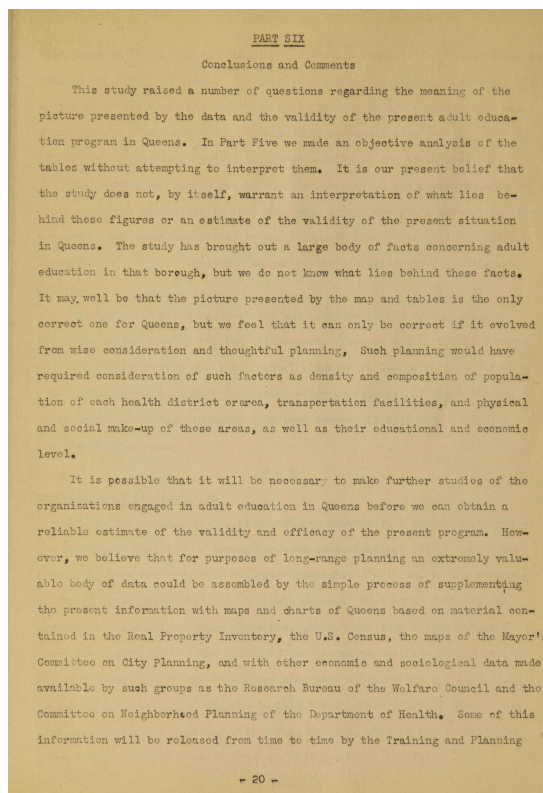 PART SIX
Conclusions and Comments
This study raised a number of questions regarding the meaning of the
picture presented by the data and the validity of the present adult educa-
tion program in Queens. In Part Five we made an objective analysis of the
tables without attempting to interpret them. It is our present belief that
the study does not, by itself, warrant an interpretation of what lies be-
hind these figures or an estimate of the validity of the present situation
in Queens. The study has brought out a large body of facts concerning adult
education in that borough, but we do not know what lies behind those facts.
It may well be that the picture presented by the map and tables is the only
correct one for Queens, but we feel that it can only be correct if it evolved
from wise consideration and thoughtful planning, Such planning would have
required consideration of such factors as density and composition of popula-
tion of each health district orarea, transportation facilities, and physical
and social make-up of those areas, as well as their educational and economic
level.
It is possible that it will be necessary to make further studies of the
organizations engaged in adult education in Queens before we can obtain a
reliable estimate of the validity and efficacy of the present program. How-
ever, we believe that for purposes of long-range planning an extremely valu-
able body of data could be assembled by the simple process of supplementing
the present information with maps and charts of Queens based on material con-
tained in the Real Property Inventory, the U.S. Census, the maps of the Mayor's
Committee on City Planning, and with other economic and sociological data made
available by such groups as the Research Bureau of the Welfare Council and the
Committee on Neighborhood Planning of the Department of Health. Some of this
information will be released from time to time by the Training and Planning
- 20 -